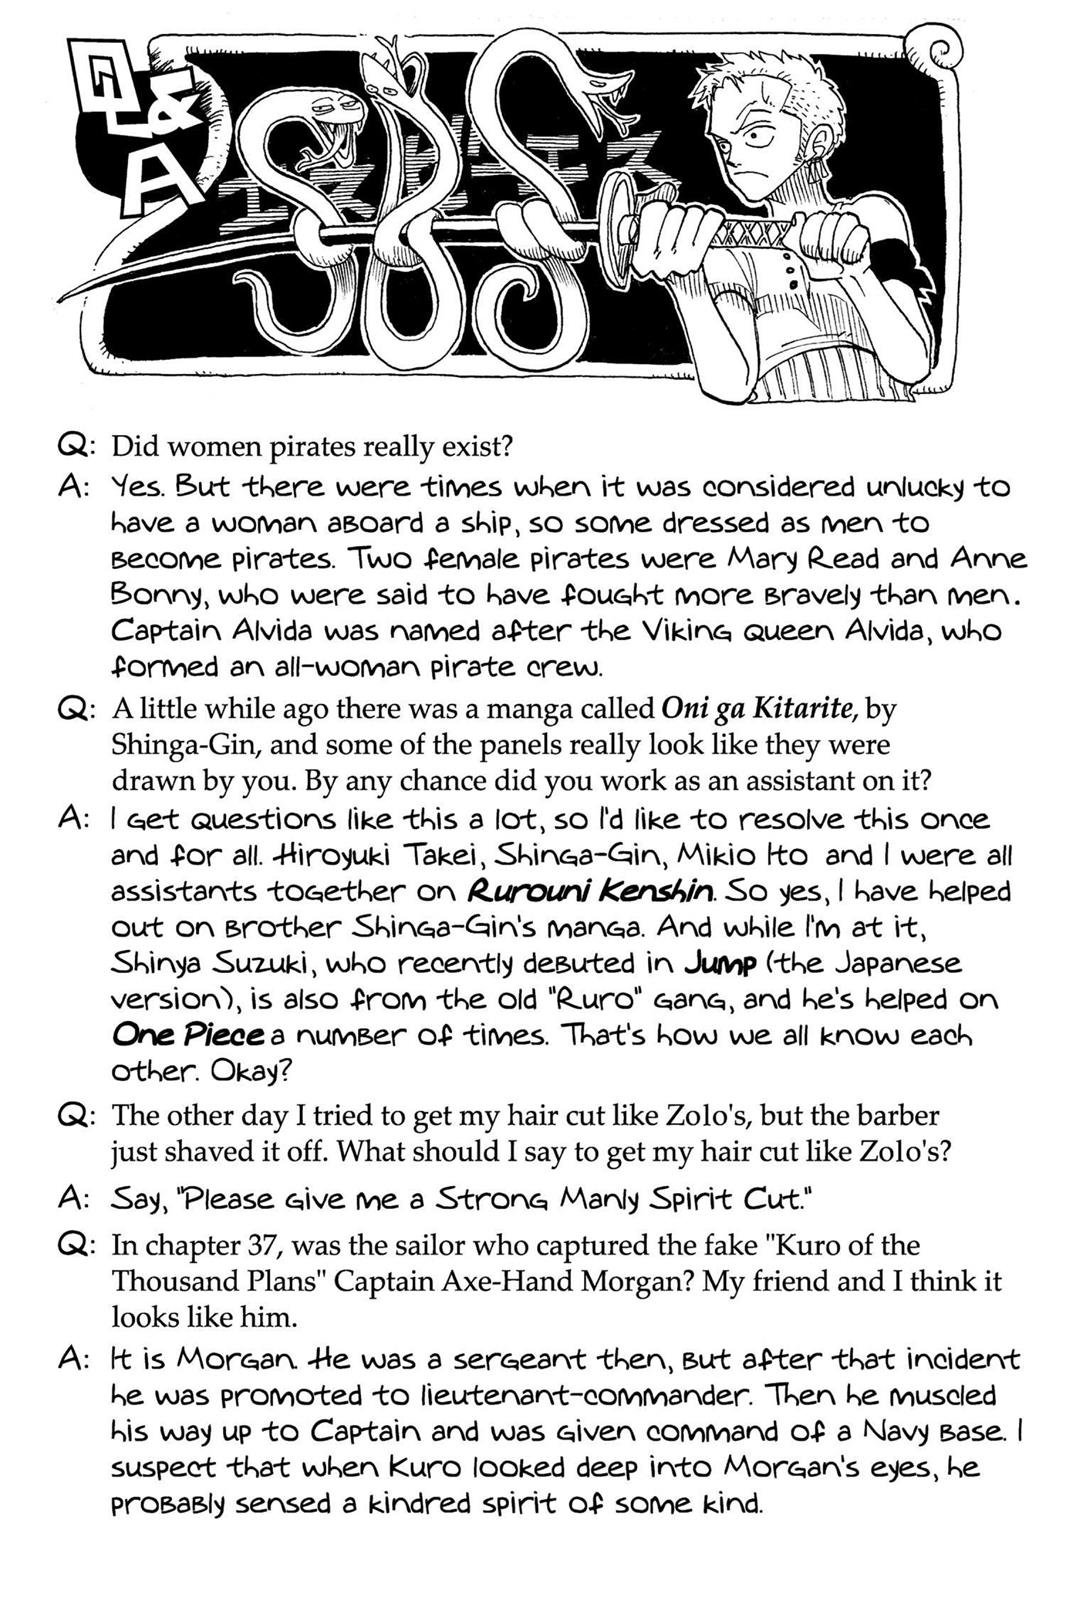 Q&A
Q: Did women pirates really exist?
A: Yes. But there were times when it was considered unlucky to
have a woman aboard a ship, so some dressed as men to
become pirates. Two female pirates were Mary Read and Anne
Bonny, who were said to have fought more bravely than men.
Captain Alvida was named after the Viking Queen Alvida, who
formed an all-woman pirate crew.
Q: A little while ago there was a manga called Oni ga Kitarite, by
Shinga-Gin, and some of the panels really look like they were
drawn by you. By any chance did you work as an assistant on it?
A: I get questions like this a lot, so I'd like to resolve this once
and for all. Hiroyuki Takei, Shinga-Gin, Mikio Ito and I were all
assistants together on Rurouni Kenshin. So yes, I have helped
out on brother Shinga-Gin's manga. And while I'm at it,
Shinya Suzuki, who recently debuted in Jump (the Japanese
version), is also from the old "Ruro" gang, and he's helped on
One Piece a number of times. That's how we all know each
other. Okay?
Q: The other day I tried to get my hair cut like Zolo's, but the barber
just shaved it off. What should I say to get my hair cut like Zolo's?
A: Say, "Please give me a Strong Manly Spirit Cut."
Q: In chapter 37, was the sailor who captured the fake "Kuro of the
Thousand Plans" Captain Axe-Hand Morgan? My friend and I think it
looks like him.
A: It is Morgan. He was a sergeant then, but after that incident
he was promoted to lieutenant-commander. Then he muscled
his way up to Captain and was given command of a Navy Base. I
suspect that when Kuro looked deep into Morgan's eyes, he
probably sensed a kindred spirit of some kind.